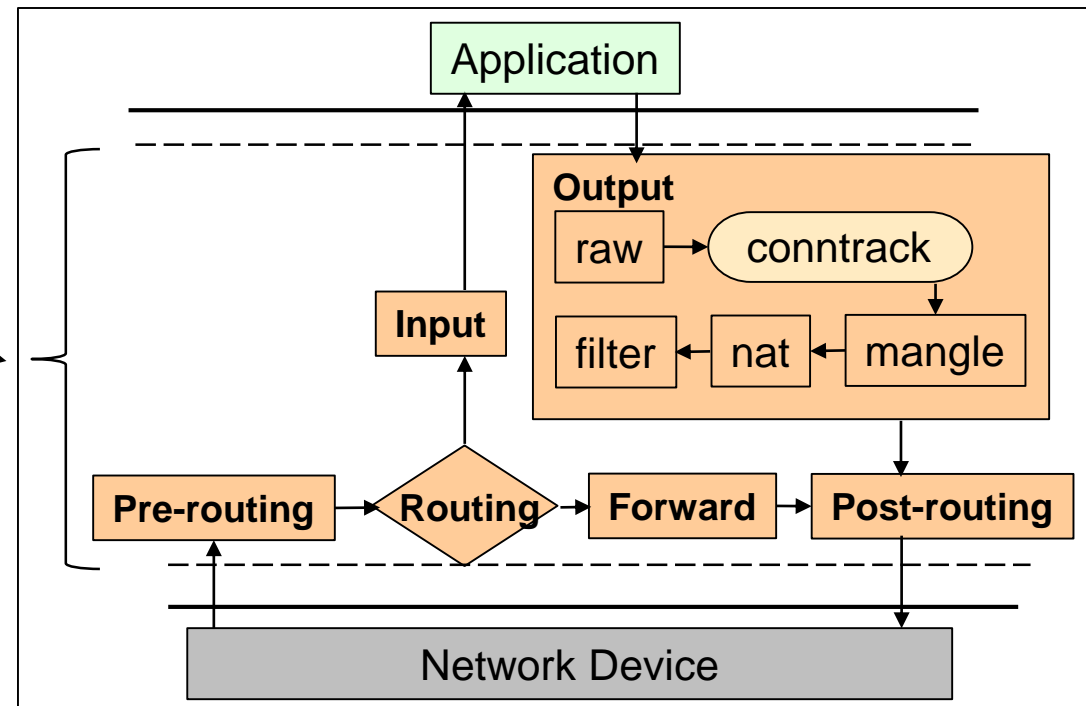 Application
Output
raw
conntrack
Input
filter
nat
mangle
Pre-routing
Routing
Forward
Post-routing
Network Device